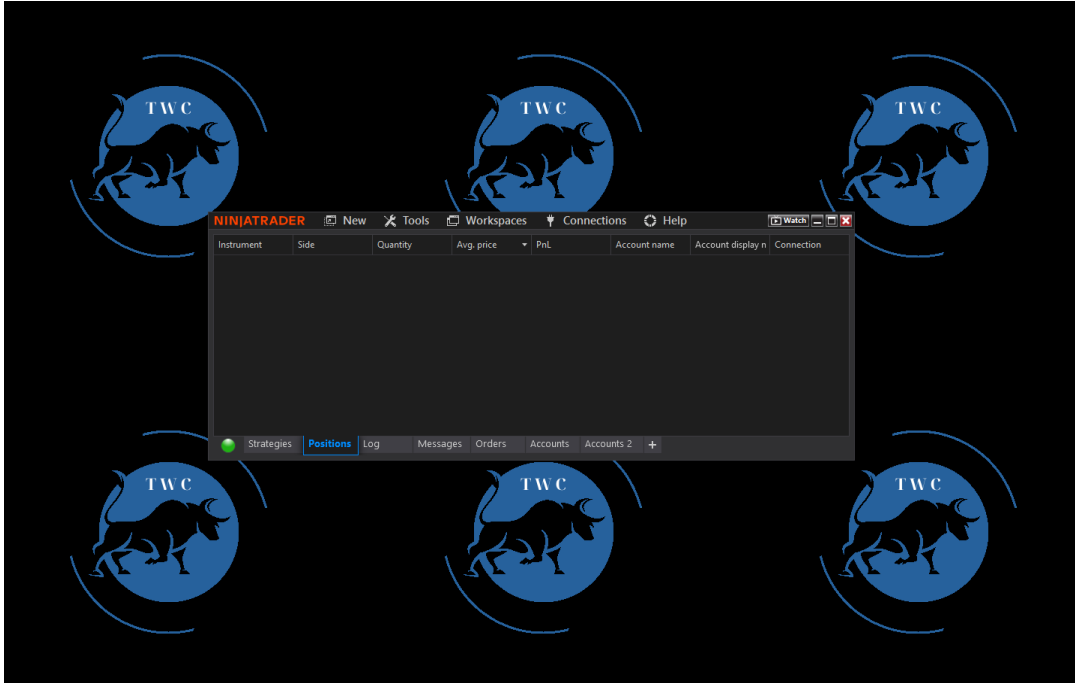 TWC TWC TWC
NINJATRADER New Tools Workspaces Connections Help Watch
Instrument Side Quantity Avg. price PnL Account name Account display n Connection
Strategies Positions Log Messages Orders Accounts Accounts 2 +
TWC TWC TWC